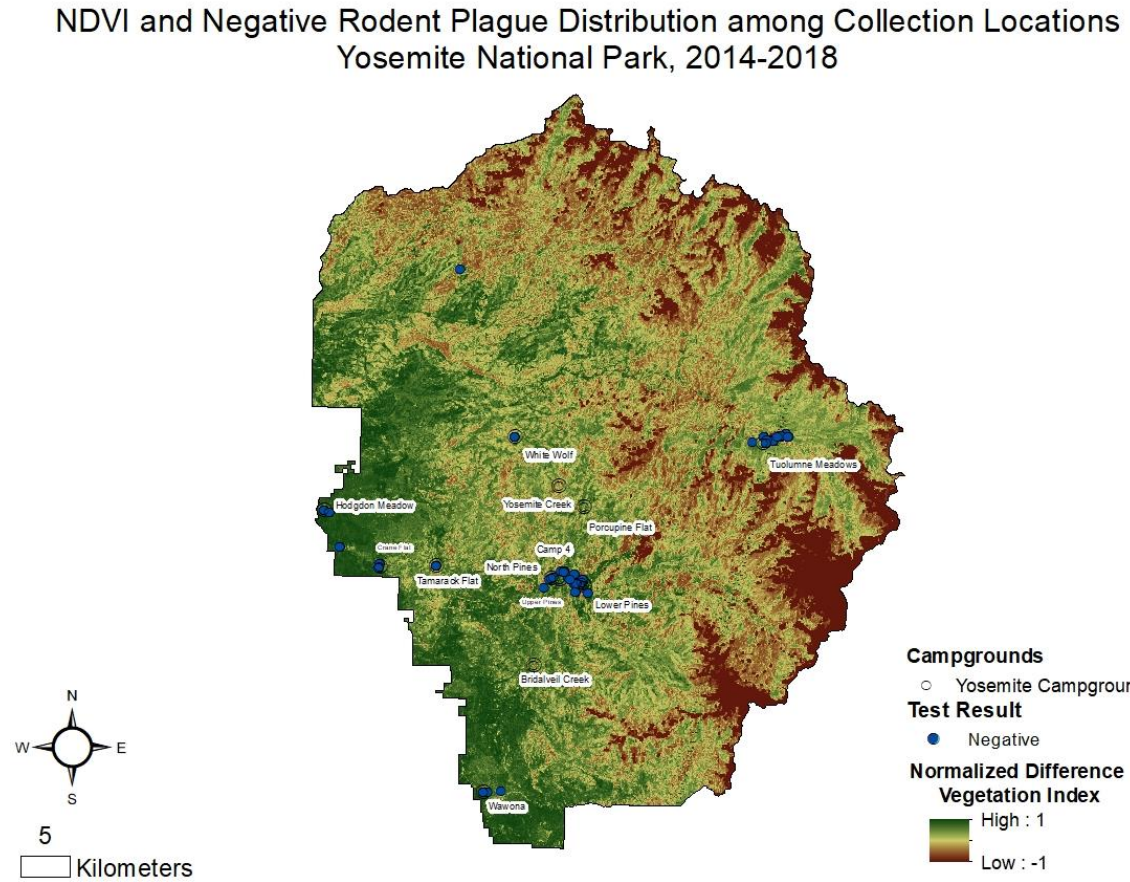 NDVI and Negative Rodent Plague Distribution among Collection Locations
Yosemite National Park, 2014-2018
White Wolf
Tuolumne Meadows
Yosemite Creek
Hodgdon Meadow
Poroupine Flat
Camp 4
Crane Flat
North Pines
Tamarack Flat
Upper Pines
Lower Pines
Bridalveil Creek
Wawona
N
W
E
S
5
Kilometers
Campgrounds
Yosemite Campgroun
Test Result
Negative
Normalized Difference
Vegetation Index
High : 1
Low : -1